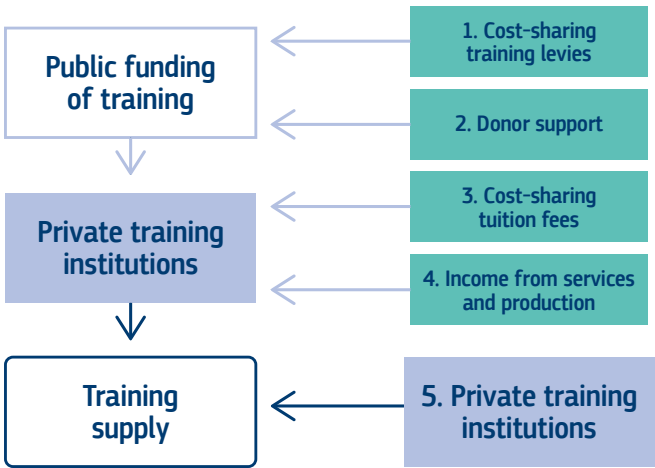 Public funding
of training
1. Cost-sharing
training levies
2. Donor support
Private training
institutions
3. Cost-sharing
tuition fees
4. Income from services
and production
Training
supply
5. Private training
institutions